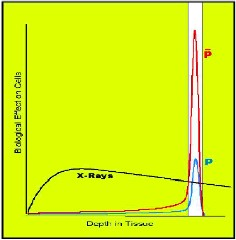 Biological Effect on Cells
P̅
P
X-Rays
Depth in Tissue